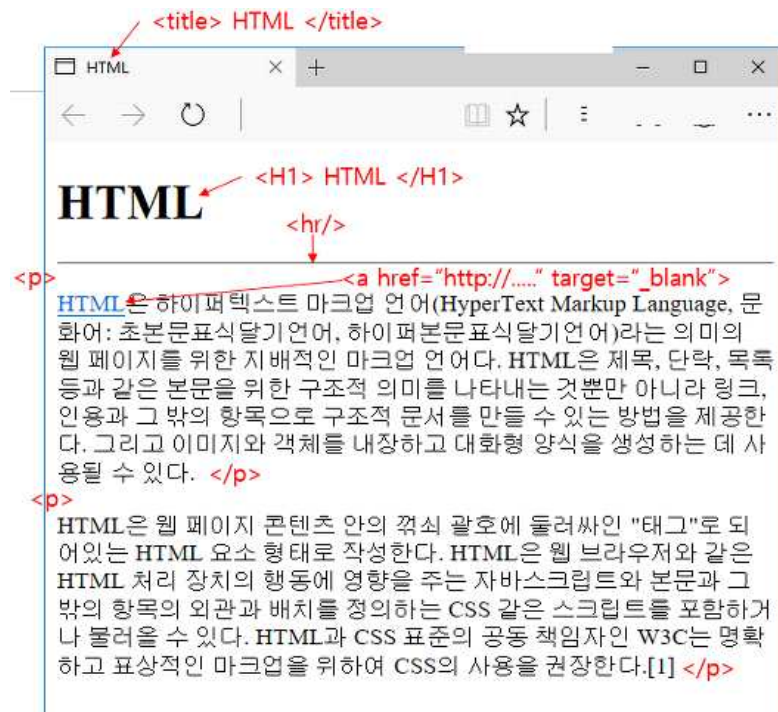 <title> HTML </title>
HTML
<H1> HTML </H1>
HTML
<hr/>
<p>
<a href="http://....." target="_blank">
HTML은 하이퍼텍스트 마크업 언어(HyperText Markup Language, 문
화어: 초본문표식달기언어, 하이퍼본문표식달기언어)라는 의미의
웹 페이지를 위한 지배적인 마크업 언어다. HTML은 제목, 단락, 목록
등과 같은 본문을 위한 구조적 의미를 나타내는 것뿐만 아니라 링크,
인용과 그 밖의 항목으로 구조적 문서를 만들 수 있는 방법을 제공한
다. 그리고 이미지와 객체를 내장하고 대화형 양식을 생성하는 데 사
용될 수 있다. </p>
<p>
HTML은 웹 페이지 콘텐츠 안의 꺾쇠 괄호에 둘러싸인 "태그"로 되
어있는 HTML 요소 형태로 작성한다. HTML은 웹 브라우저와 같은
HTML 처리 장치의 행동에 영향을 주는 자바스크립트와 본문과 그
밖의 항목의 외관과 배치를 정의하는 CSS 같은 스크립트를 포함하거
나 불러올 수 있다. HTML과 CSS 표준의 공동 책임자인 W3C는 명확
하고 표상적인 마크업을 위하여 CSS의 사용을 권장한다.[1] </p>